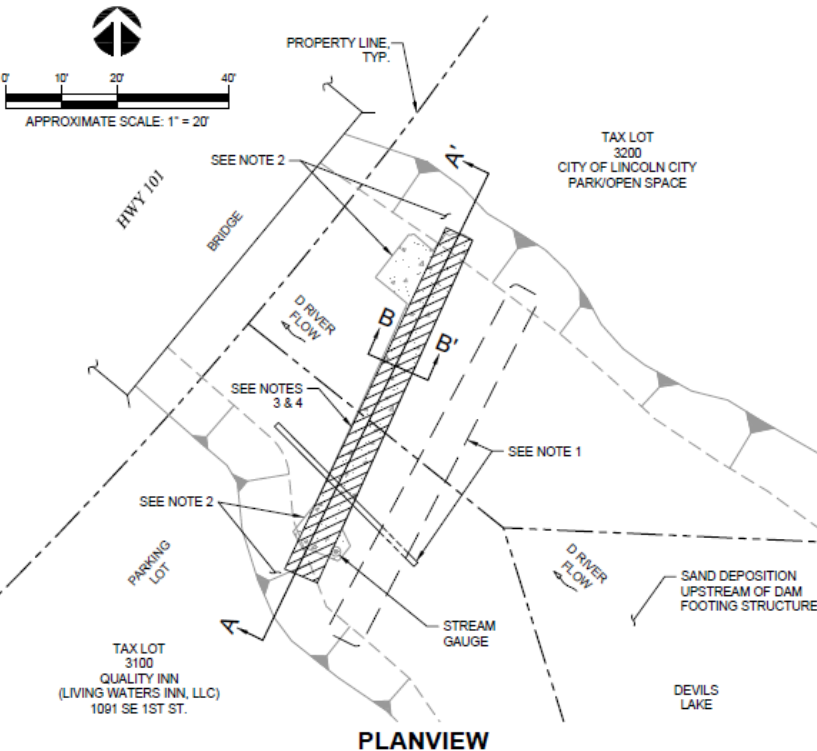 0' 10' 20' 40'
APPROXIMATE SCALE: 1" = 20'
PROPERTY LINE,
TYP.
TAX LOT
3200
CITY OF LINCOLN CITY
PARK/OPEN SPACE
SEE NOTE 2
A'
HWY 101
BRIDGE
D RIVER
FLOW
B
B'
SEE NOTES
3 & 4
SEE NOTE 1
SEE NOTE 2
PARKING
LOT
D RIVER
FLOW
SAND DEPOSITION
UPSTREAM OF DAM
FOOTING STRUCTURE
A
STREAM
GAUGE
TAX LOT
3100
QUALITY INN
(LIVING WATERS INN, LLC)
1091 SE 1ST ST.
DEVILS
LAKE
PLANVIEW